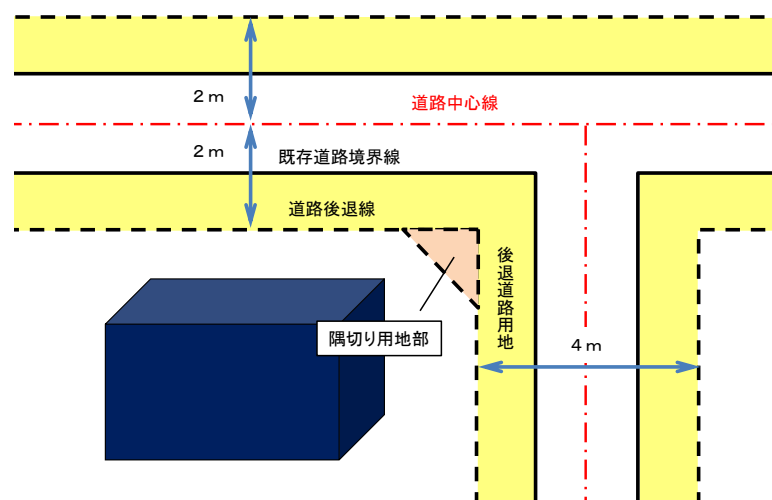 ２ｍ
道路中心線
２ｍ
既存道路境界線
道路後退線
後退道路用地
隅切り用地部
４ｍ